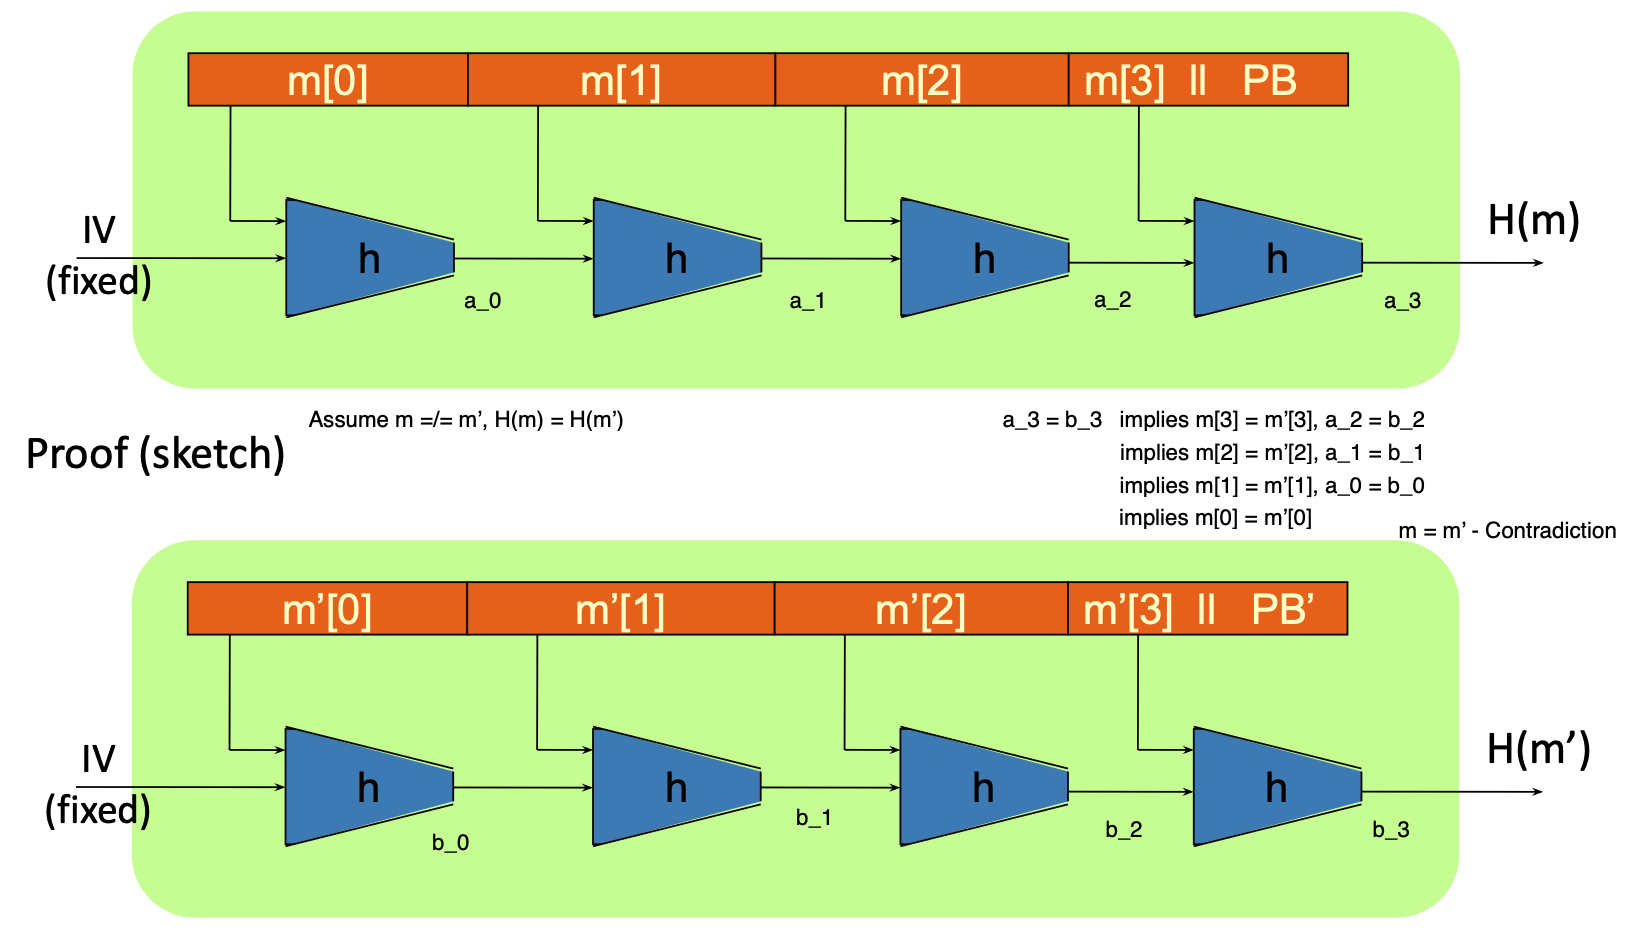 m[0] m[1] m[2] m[3] || PB
IV
(fixed)
h h h h
H(m)
a_0 a_1 a_2 a_3
Proof (sketch)
Assume m =/= m’, H(m) = H(m’)
a_3 = b_3 implies m[3] = m’[3], a_2 = b_2
implies m[2] = m’[2], a_1 = b_1
implies m[1] = m’[1], a_0 = b_0
implies m[0] = m’[0]
m = m’ - Contradiction
m’[0] m’[1] m’[2] m’[3] || PB’
IV
(fixed)
h h h h
H(m’)
b_0 b_1 b_2 b_3